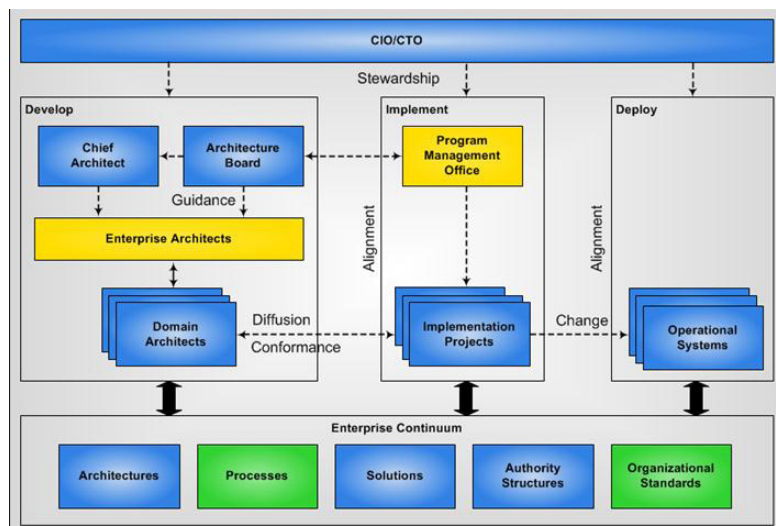 CIO/CTO
Stewardship
Develop
Implement
Deploy
Chief
Architect
Architecture
Board
Program
Management
Office
Guidance
Enterprise Architects
Alignment
Alignment
Domain
Architects
Diffusion
Conformance
Implementation
Projects
Change
Operational
Systems
Enterprise Continuum
Architectures
Processes
Solutions
Authority
Structures
Organizational
Standards